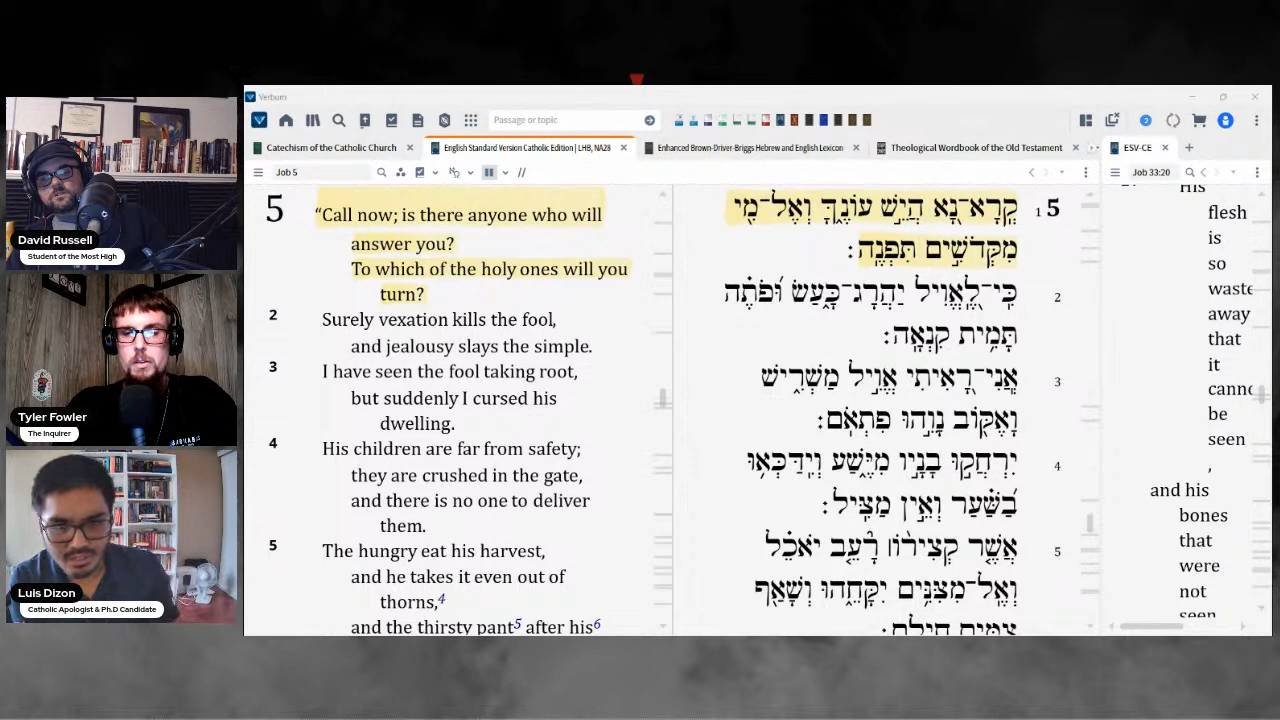 David Russell
Student of the Most High
Tyler Fowler
The Inquirer
Luis Dizon
Catholic Apologist & Ph.D Candidate
Verbum
Passage or topic
Catechism of the Catholic Church
English Standard Version Catholic Edition | LHB, NA28
Enhanced Brown-Driver-Briggs Hebrew and English Lexicon
Theological Wordbook of the Old Testament
ESV-CE
Job 5
Job 33:20
5 “Call now; is there anyone who will
answer you?
To which of the holy ones will you
turn?
2 Surely vexation kills the fool,
and jealousy slays the simple.
3 I have seen the fool taking root,
but suddenly I cursed his
dwelling.
4 His children are far from safety;
they are crushed in the gate,
and there is no one to deliver
them.
5 The hungry eat his harvest,
and he takes it even out of
thorns,4
and the thirsty pant5 after his6
5 1 קְרָא־נָ֭א הֲיֵ֣שׁ עוֹנֶ֑ךָּ וְאֶל־מִ֖י
מִקְּדֹשִׁ֣ים תִּפְנֶֽה׃
2 כִּֽי־לֶֽ֭אֱוִיל יַהֲרָג־כָּ֑עַשׂ וּ֝פֹתֶ֗ה
תָּמִ֥ית קִנְאָֽה׃
3 אֲֽנִי־רָ֭אִיתִי אֱוִ֣יל מַשְׁרִ֑ישׁ
וָאֶקּ֖וֹב נָוֵ֣הוּ פִתְאֹֽם׃
4 יִרְחֲק֣וּ בָנָ֣יו מִיֶּ֑שַׁע וְיִֽדַּכְּא֥וּ
בַ֝שַּׁ֗עַר וְאֵ֣ין מַצִּֽיל׃
5 אֲשֶׁ֤ר קְצִיר֨וֹ ׀ רָ֘עֵ֤ב יֹאכֵ֗ל
וְאֶֽל־מִצִּנִּ֥ים יִקָּחֵ֑הוּ וְשָׁאַ֖ף
צַמִּ֣ים חֵילָֽם׃
His
flesh
is
so
waste
away
that
it
canno
be
seen
,
and his
bones
that
were
not
seen